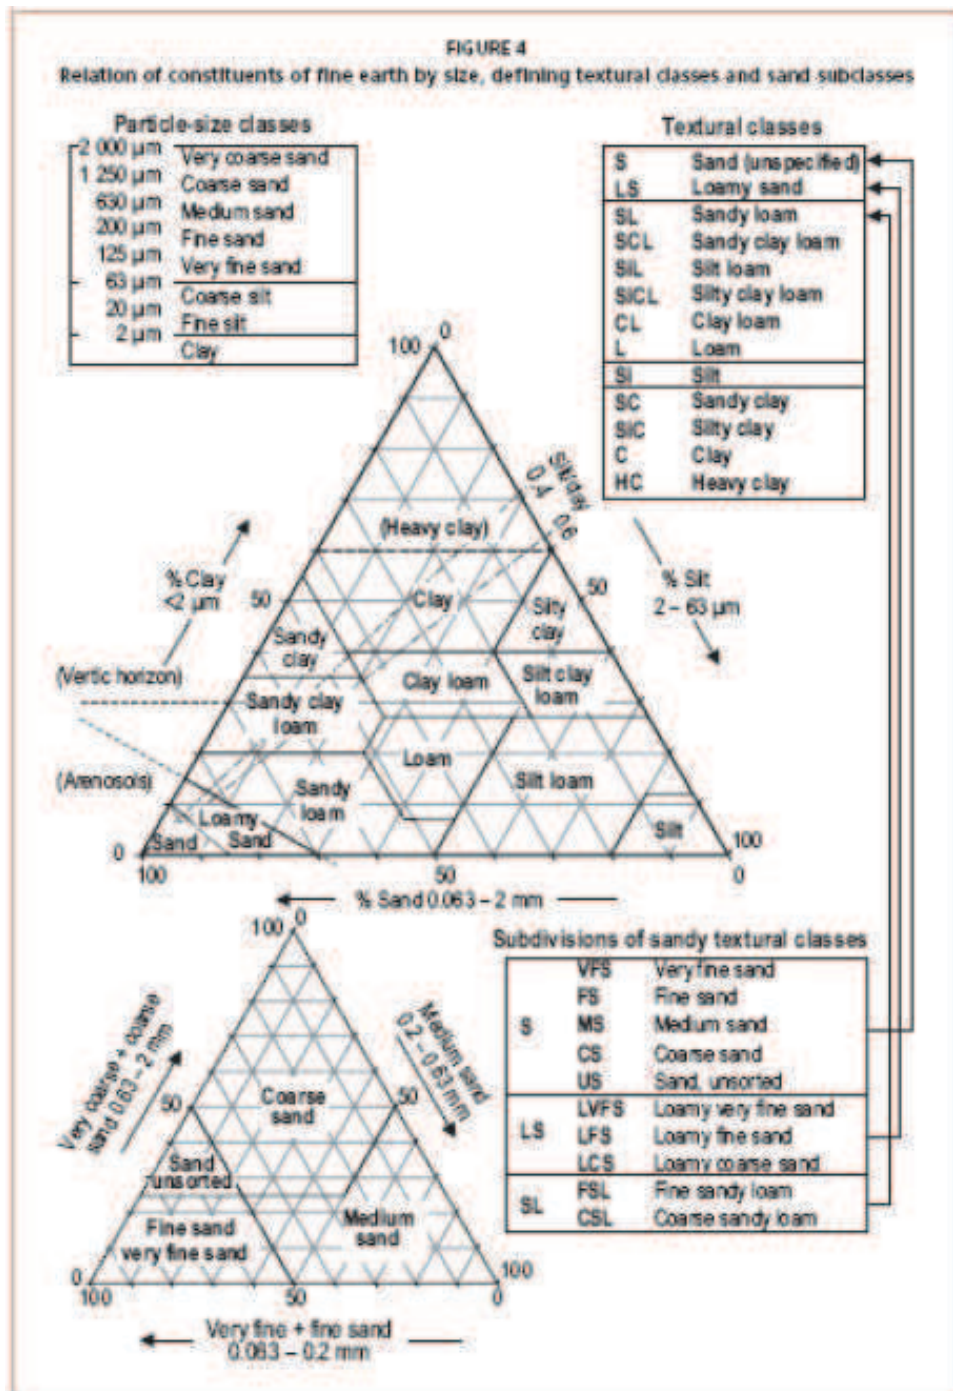 FIGURE 4
Relation of constituents of fine earth by size, defining textural classes and sand subclasses
Particle-size classes
2 000 µm
Very coarse sand
1 250 µm
Coarse sand
630 µm
Medium sand
200 µm
Fine sand
125 µm
Very fine sand
63 µm
Coarse silt
20 µm
Fine silt
2 µm
Clay
Textural classes
S Sand (unspecified)
LS Loamy sand
SL Sandy loam
SCL Sandy clay loam
SiL Silt loam
SiCL Silty clay loam
CL Clay loam
L Loam
Si Silt
SC Sandy clay
SiC Silty clay
C Clay
HC Heavy clay
100 0
Silt/clay
0.4 0.6
(Heavy clay)
% Clay
<2 µm
50
Clay
Silty
clay
50
% Silt
2 – 63 µm
Sandy
clay
(Vertic horizon)
Clay loam
Silt clay
loam
Sandy clay
loam
Loam
(Arenosols)
Sandy
loam
Silt loam
Loamy
Sand
Sand
Silt
0
100
100
50
0
% Sand 0.063 – 2 mm
100 0
Very coarse + coarse
sand 0.63 – 2 mm
Medium sand
0.2 – 0.63 mm
50
50
Coarse
sand
Sand
unsorted
Fine sand
very fine sand
Medium
sand
0
100
100
50
0
Very fine + fine sand
0.063 – 0.2 mm
Subdivisions of sandy textural classes
S
VFS Very fine sand
FS Fine sand
MS Medium sand
CS Coarse sand
US Sand, unsorted
LS
LVFS Loamy very fine sand
LFS Loamy fine sand
LCS Loamy coarse sand
SL
FSL Fine sandy loam
CSL Coarse sandy loam